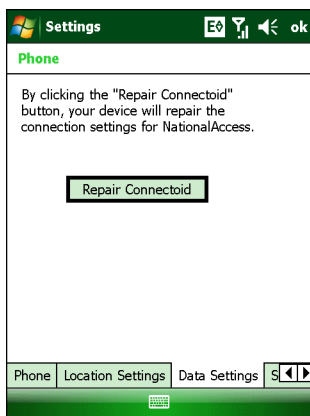 Settings
E
ok
Phone
By clicking the "Repair Connectoid"
button, your device will repair the
connection settings for NationalAccess.
Repair Connectoid
Phone Location Settings Data Settings S